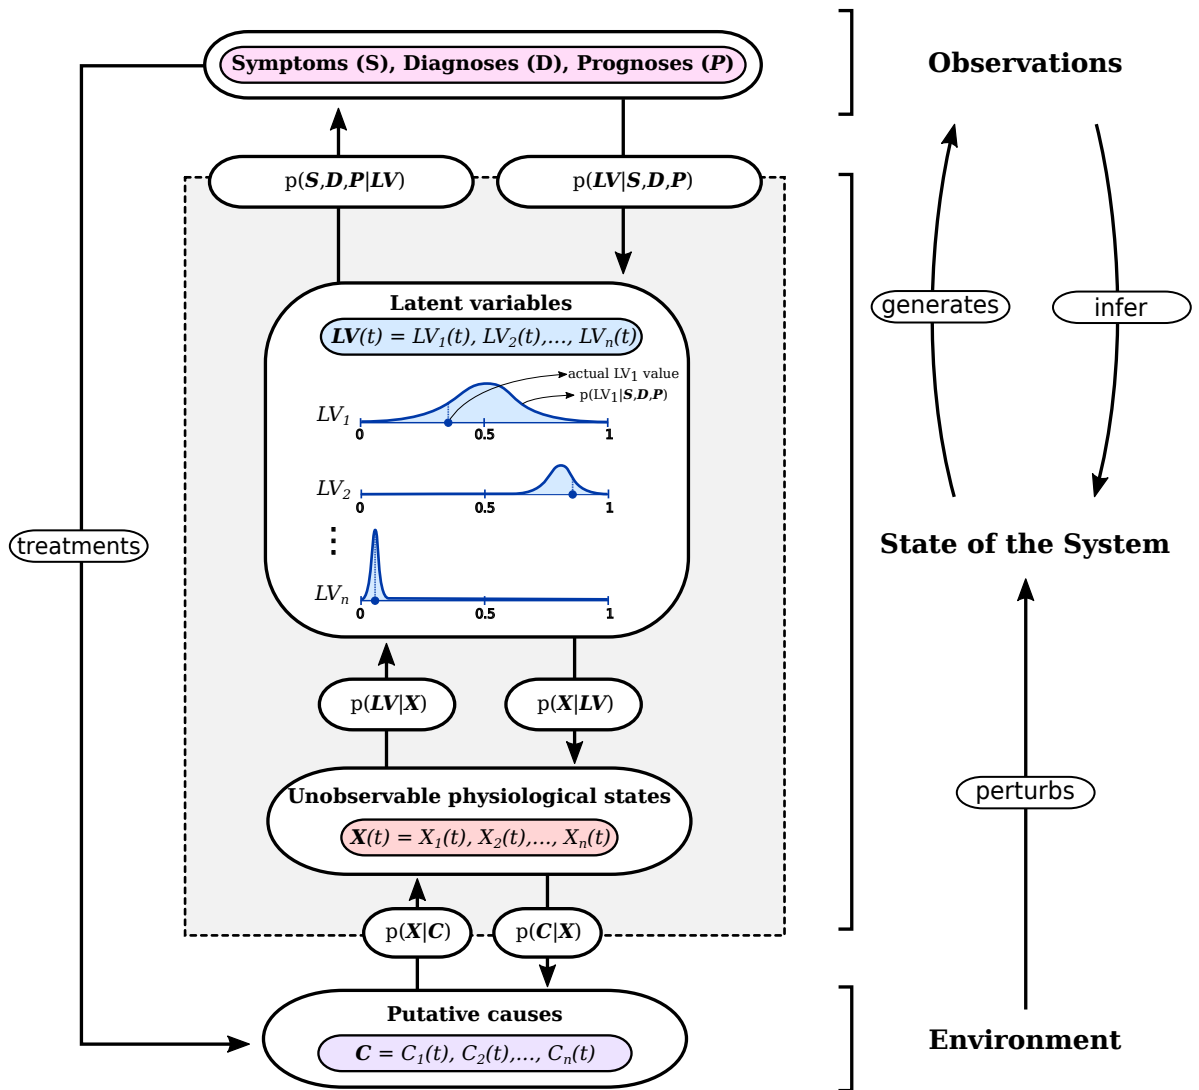 Symptoms (S), Diagnoses (D), Prognoses (P)
Observations
p(S,D,P|LV)
p(LV|S,D,P)
Latent variables
LV(t) = LV1(t), LV2(t),..., LVn(t)
generates
infer
actual LV1 value
p(LV1|S,D,P)
LV1
0 0.5 1
LV2
0 0.5 1
⋮
LVn
0 0.5 1
treatments
State of the System
p(LV|X)
p(X|LV)
Unobservable physiological states
X(t) = X1(t), X2(t),..., Xn(t)
perturbs
p(X|C)
p(C|X)
Putative causes
C = C1(t), C2(t),..., Cn(t)
Environment